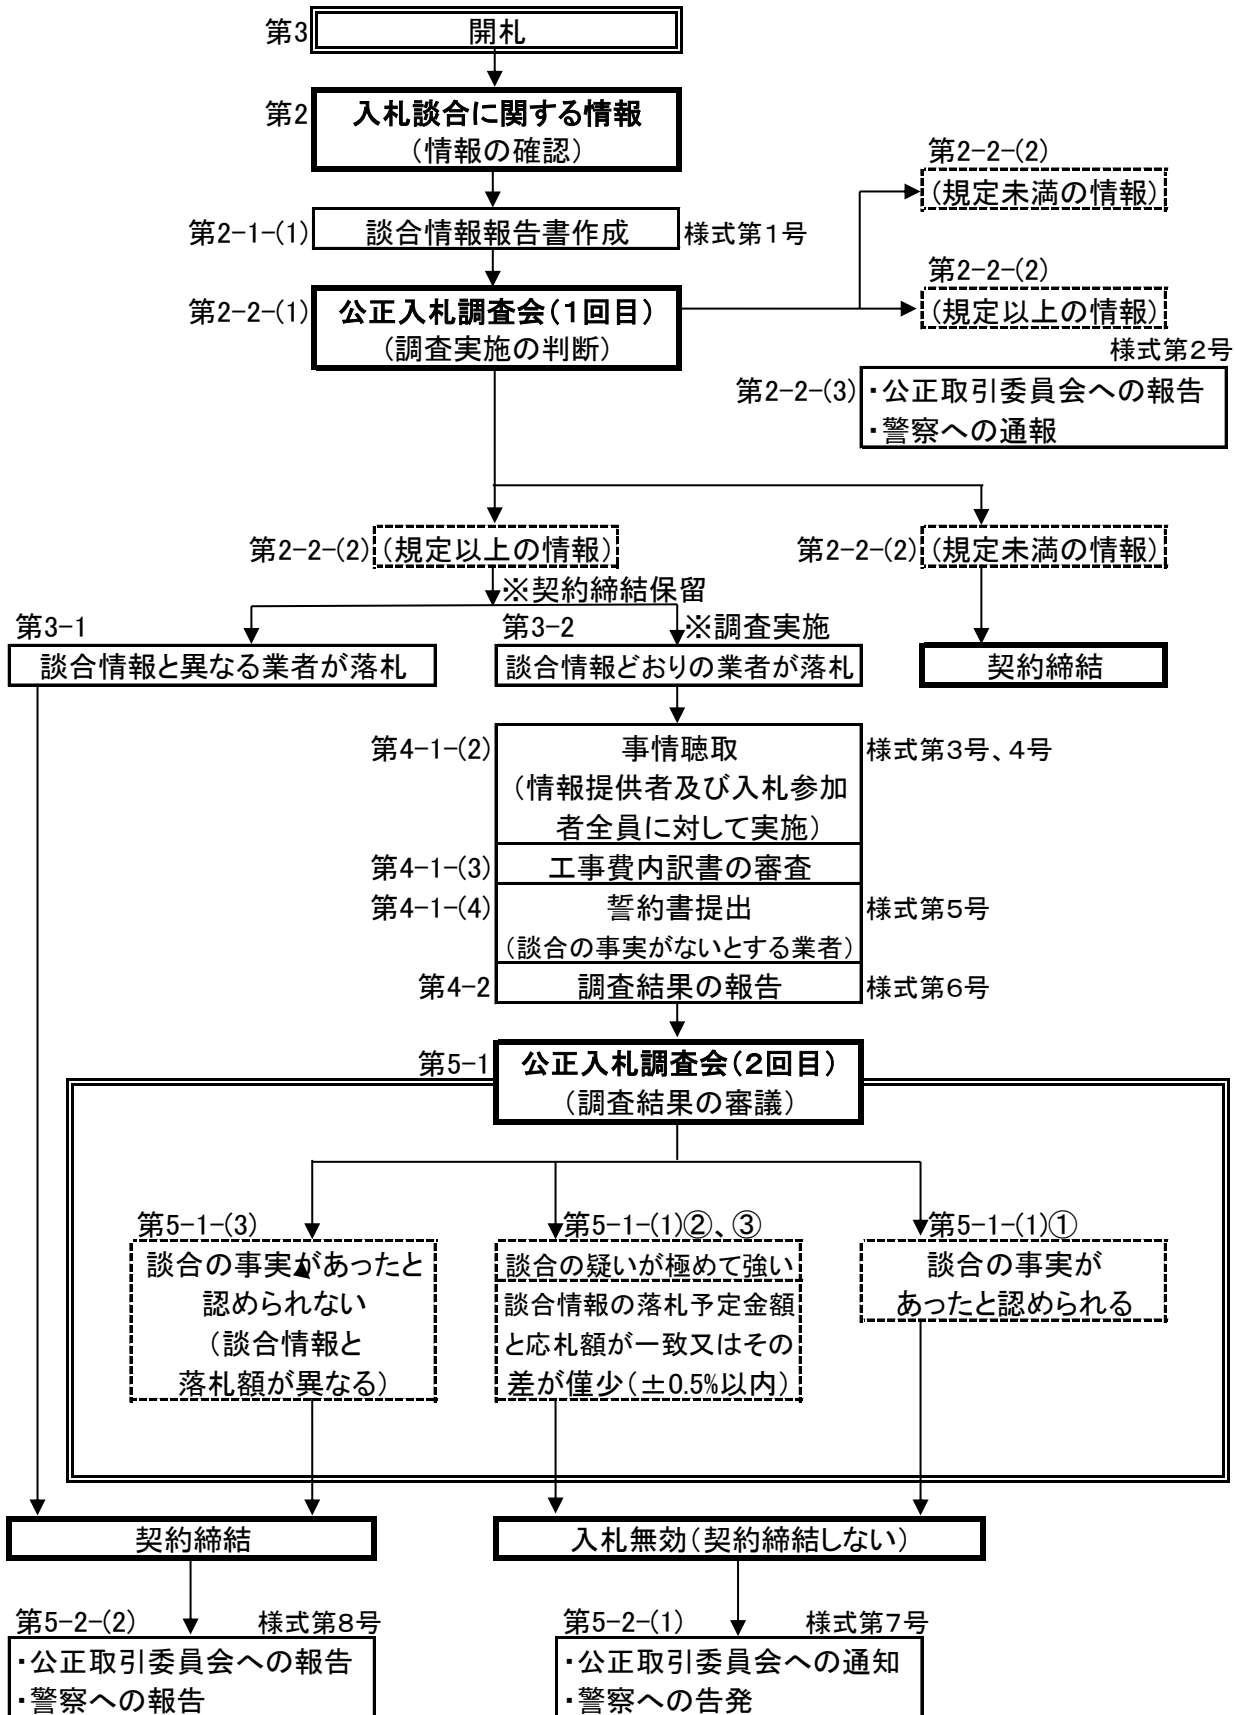 第3
開札
第2
入札談合に関する情報
（情報の確認）
第2-2-(2)
(規定未満の情報)
第2-1-(1)
談合情報報告書作成
様式第１号
第2-2-(2)
(規定以上の情報)
第2-2-(1)
公正入札調査会（１回目）
（調査実施の判断）
様式第２号
第2-2-(3)
・公正取引委員会への報告
・警察への通報
第2-2-(2)
(規定以上の情報)
第2-2-(2)
(規定未満の情報)
※契約締結保留
第3-1
第3-2
※調査実施
談合情報と異なる業者が落札
談合情報どおりの業者が落札
契約締結
第4-1-(2)
事情聴取
様式第３号、４号
（情報提供者及び入札参加
者全員に対して実施）
第4-1-(3)
工事費内訳書の審査
第4-1-(4)
誓約書提出
様式第５号
（談合の事実がないとする業者）
第4-2
調査結果の報告
様式第６号
第5-1
公正入札調査会（２回目）
（調査結果の審議）
第5-1-(3)
談合の事実があったと
認められない
（談合情報と
落札額が異なる）
第5-1-(1)②、③
談合の疑いが極めて強い
談合情報の落札予定金額
と応札額が一致又はその
差が僅少（±0.5%以内）
第5-1-(1)①
談合の事実が
あったと認められる
契約締結
入札無効（契約締結しない）
第5-2-(2)
様式第８号
・公正取引委員会への報告
・警察への報告
第5-2-(1)
様式第７号
・公正取引委員会への通知
・警察への告発